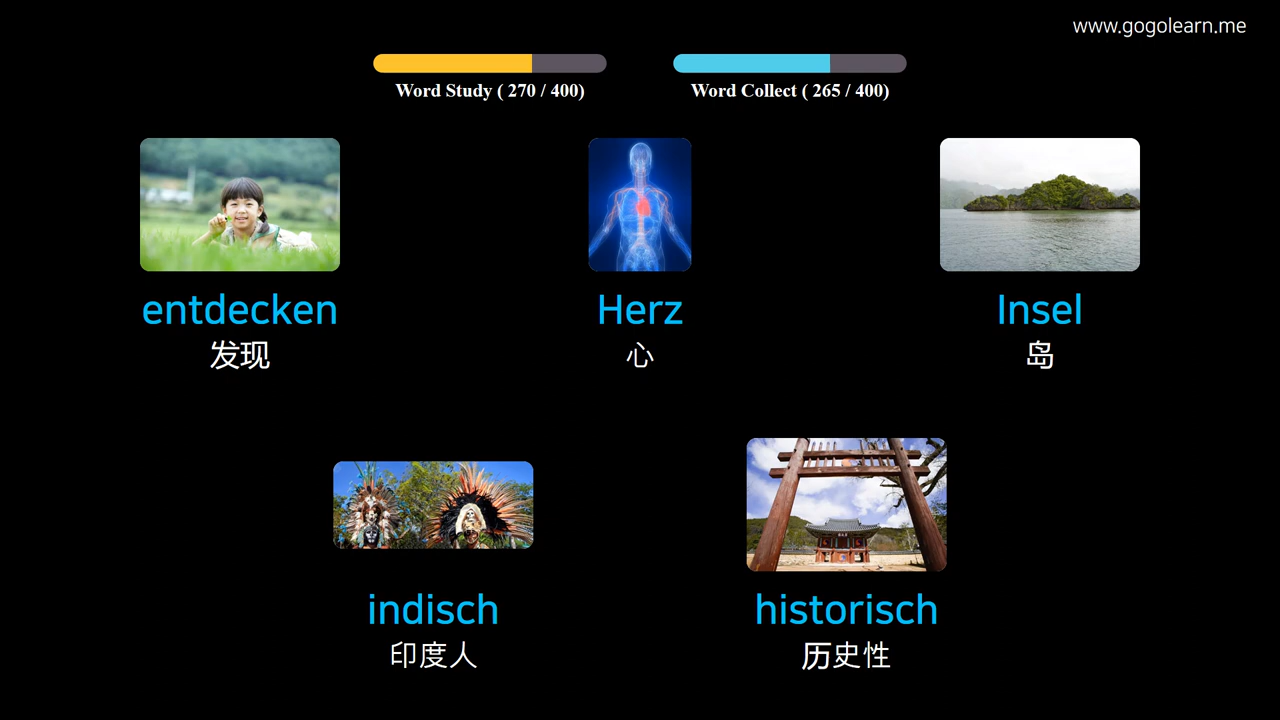 www.gogolearn.me
Word Study ( 270 / 400)
Word Collect ( 265 / 400)
entdecken
发现
Herz
心
Insel
岛
indisch
印度人
historisch
历史性